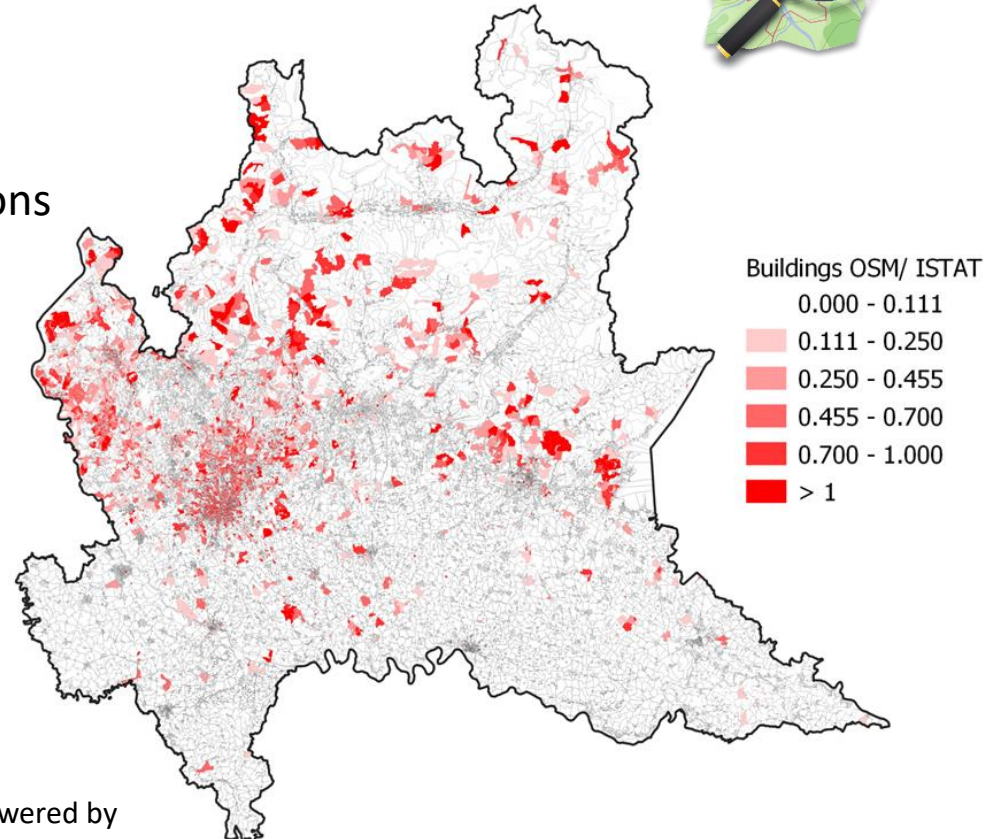 ons
Buildings OSM/ ISTAT
0.000 - 0.111
0.111 - 0.250
0.250 - 0.455
0.455 - 0.700
0.700 - 1.000
> 1
wered by